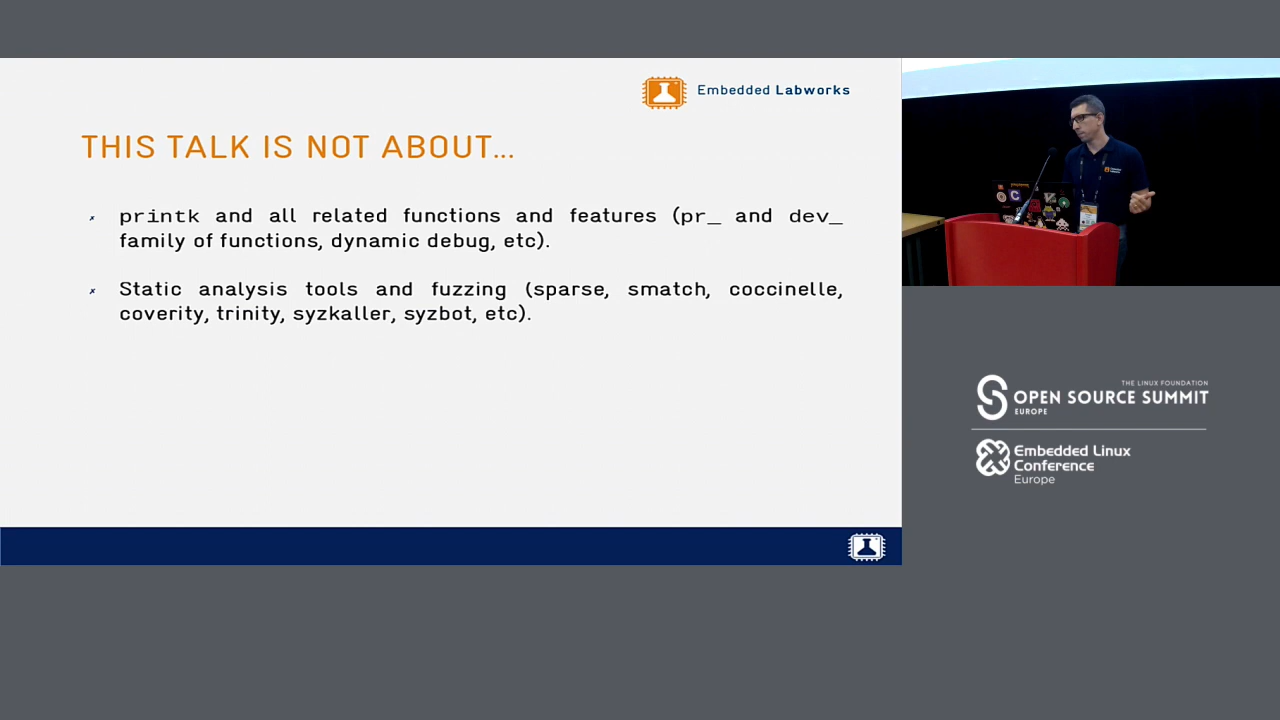 Embedded Labworks
THIS TALK IS NOT ABOUT...
printk and all related functions and features (pr_ and dev_
family of functions, dynamic debug, etc).
Static analysis tools and fuzzing (sparse, smatch, coccinelle,
coverity, trinity, syzkaller, syzbot, etc).
THE LINUX FOUNDATION
OPEN SOURCE SUMMIT
EUROPE
Embedded Linux
Conference
Europe